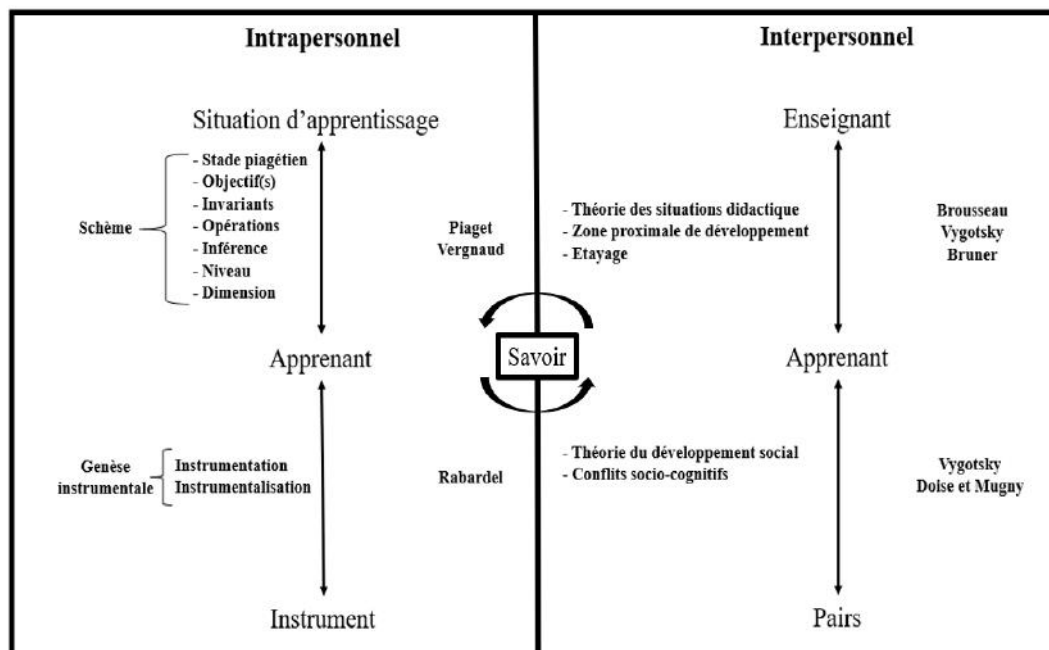 Intrapersonnel
Situation d'apprentissage
Schème
- Stade piagétien
- Objectif(s)
- Invariants
- Opérations
- Inférence
- Niveau
- Dimension
Piaget
Vergnaud
Apprenant
Genèse
instrumentale
Instrumentation
Instrumentalisation
Rabardel
Instrument
Savoir
Interpersonnel
Enseignant
- Théorie des situations didactique
- Zone proximale de développement
- Etayage
Brousseau
Vygotsky
Bruner
Apprenant
- Théorie du développement social
- Conflits socio-cognitifs
Vygotsky
Doise et Mugny
Pairs